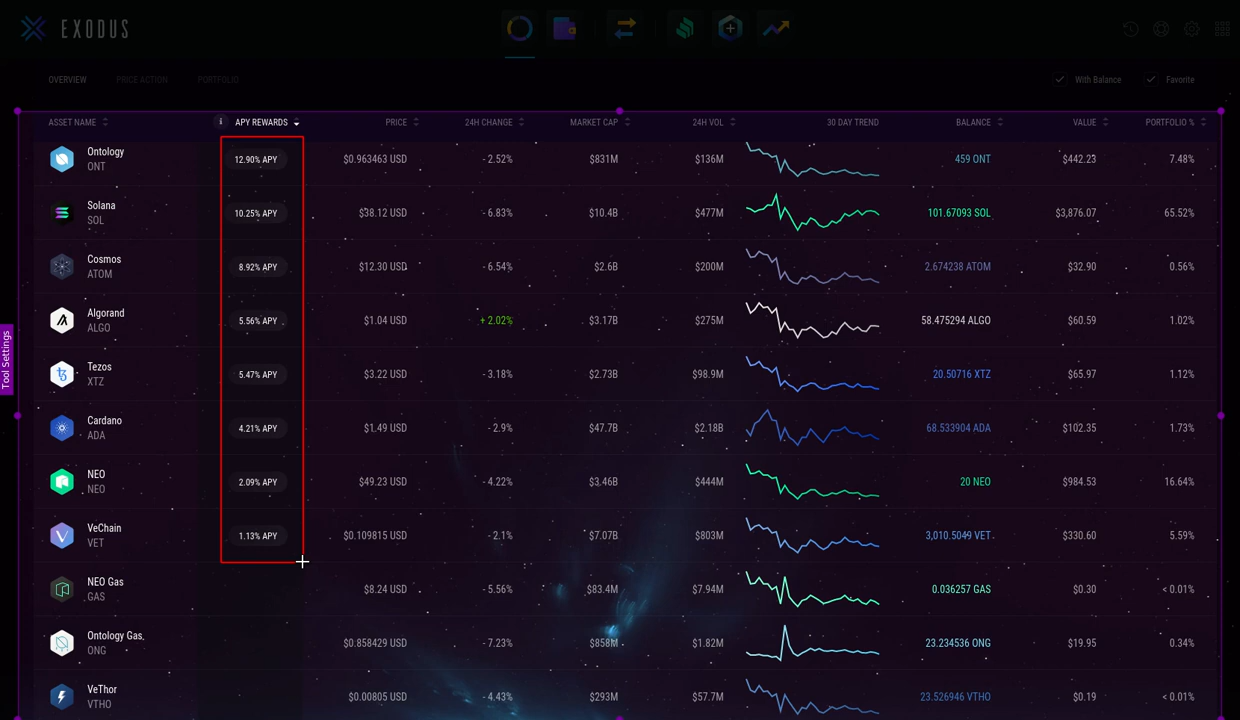 EXODUS
OVERVIEW PRICE ACTION PORTFOLIO With Balance Favorite
ASSET NAME i APY REWARDS PRICE 24H CHANGE MARKET CAP 24H VOL 30 DAY TREND BALANCE VALUE PORTFOLIO %
Ontology
ONT 12.90% APY $0.963463 USD - 2.52% $831M $136M 459 ONT $442.23 7.48%
Solana
SOL 10.25% APY $38.12 USD - 6.83% $10.4B $477M 101.67093 SOL $3,876.07 65.52%
Cosmos
ATOM 8.92% APY $12.30 USD - 6.54% $2.6B $200M 2.674238 ATOM $32.90 0.56%
Algorand
ALGO 5.56% APY $1.04 USD + 2.02% $3.17B $275M 58.475294 ALGO $60.59 1.02%
Tezos
XTZ 5.47% APY $3.22 USD - 3.18% $2.73B $98.9M 20.50716 XTZ $65.97 1.12%
Cardano
ADA 4.21% APY $1.49 USD - 2.9% $47.7B $2.18B 68.533904 ADA $102.35 1.73%
NEO
NEO 2.09% APY $49.23 USD - 4.22% $3.46B $444M 20 NEO $984.53 16.64%
VeChain
VET 1.13% APY $0.109815 USD - 2.1% $7.07B $803M 3,010.5049 VET $330.60 5.59%
NEO Gas
GAS $8.24 USD - 5.56% $83.4M $7.94M 0.036257 GAS $0.30 < 0.01%
Ontology Gas
ONG $0.858429 USD - 7.23% $858M $1.82M 23.234536 ONG $19.95 0.34%
VeThor
VTHO $0.00805 USD - 4.43% $293M $57.7M 23.526946 VTHO $0.19 < 0.01%
Tool Settings